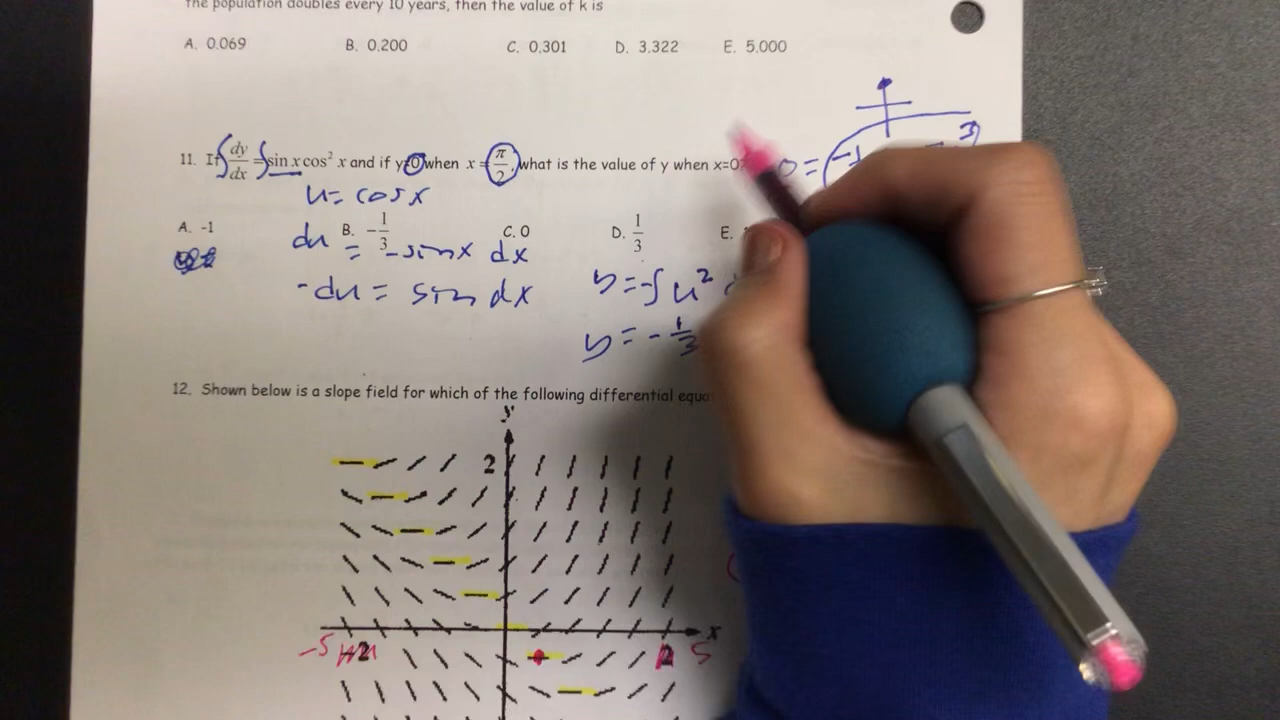 the population doubles every 10 years, then the value of k is
A. 0.069 B. 0.200 C. 0.301 D. 3.322 E. 5.000
11. If ∫ dy/dx = ∫ sin x cos² x and if y=0 when x = π/2, what is the value of y when x=0?
0 =
u = cos x
A. -1 B. -1/3 C. 0 D. 1/3 E.
du = -sin x dx
-du = sin dx
y = -∫ u²
y = -1/3
12. Shown below is a slope field for which of the following differential
y
2
x
-5 -2 2 5